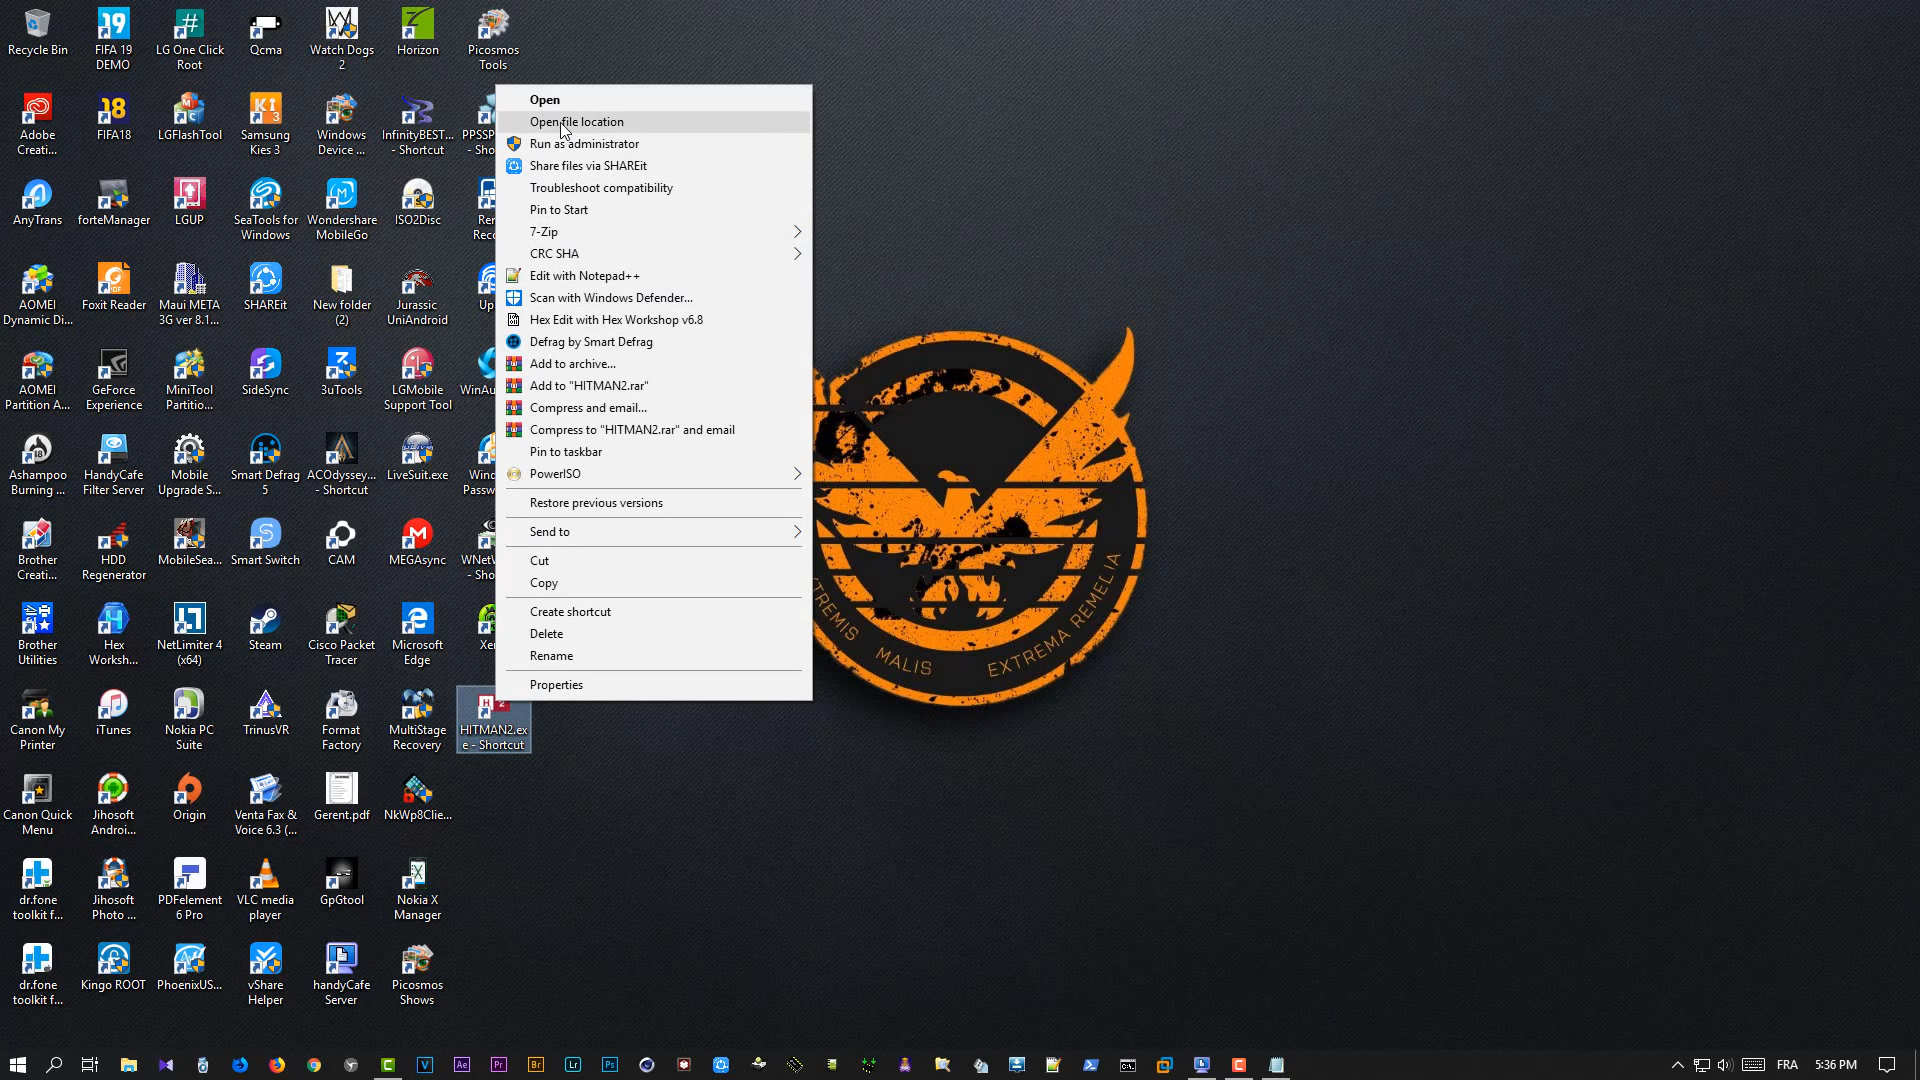 Recycle Bin
FIFA 19
DEMO
LG One Click
Root
Qcma
Watch Dogs
2
Horizon
Picosmos
Tools
Adobe
Creati...
FIFA18
LGFlashTool
Samsung
Kies 3
Windows
Device ...
InfinityBEST...
- Shortcut
PPSSP
- Sho
AnyTrans
forteManager
LGUP
SeaTools for
Windows
Wondershare
MobileGo
ISO2Disc
Ren
Reco
AOMEI
Dynamic Di...
Foxit Reader
Maui META
3G ver 8.1...
SHAREit
New folder
(2)
Jurassic
UniAndroid
Up
AOMEI
Partition A...
GeForce
Experience
MiniTool
Partitio...
SideSync
3uTools
LGMobile
Support Tool
WinAu
Ashampoo
Burning ...
HandyCafe
Filter Server
Mobile
Upgrade S...
Smart Defrag
5
ACOdyssey...
- Shortcut
LiveSuit.exe
Wind
Passw
Brother
Creati...
HDD
Regenerator
MobileSea...
Smart Switch
CAM
MEGAsync
WNetW
- Sho
Brother
Utilities
Hex
Worksh...
NetLimiter 4
(x64)
Steam
Cisco Packet
Tracer
Microsoft
Edge
Xe
Canon My
Printer
iTunes
Nokia PC
Suite
TrinusVR
Format
Factory
MultiStage
Recovery
HITMAN2.ex
e - Shortcut
Canon Quick
Menu
Jihosoft
Androi...
Origin
Venta Fax &
Voice 6.3 (...
Gerent.pdf
NkWp8Clie...
dr.fone
toolkit f...
Jihosoft
Photo ...
PDFelement
6 Pro
VLC media
player
GpGtool
Nokia X
Manager
dr.fone
toolkit f...
Kingo ROOT
PhoenixUS...
vShare
Helper
handyCafe
Server
Picosmos
Shows
Open
Open file location
Run as administrator
Share files via SHAREit
Troubleshoot compatibility
Pin to Start
7-Zip
CRC SHA
Edit with Notepad++
Scan with Windows Defender...
Hex Edit with Hex Workshop v6.8
Defrag by Smart Defrag
Add to archive...
Add to "HITMAN2.rar"
Compress and email...
Compress to "HITMAN2.rar" and email
Pin to taskbar
PowerISO
Restore previous versions
Send to
Cut
Copy
Create shortcut
Delete
Rename
Properties
TREMIS
MALIS
EXTREMA REMELIA
FRA
5:36 PM